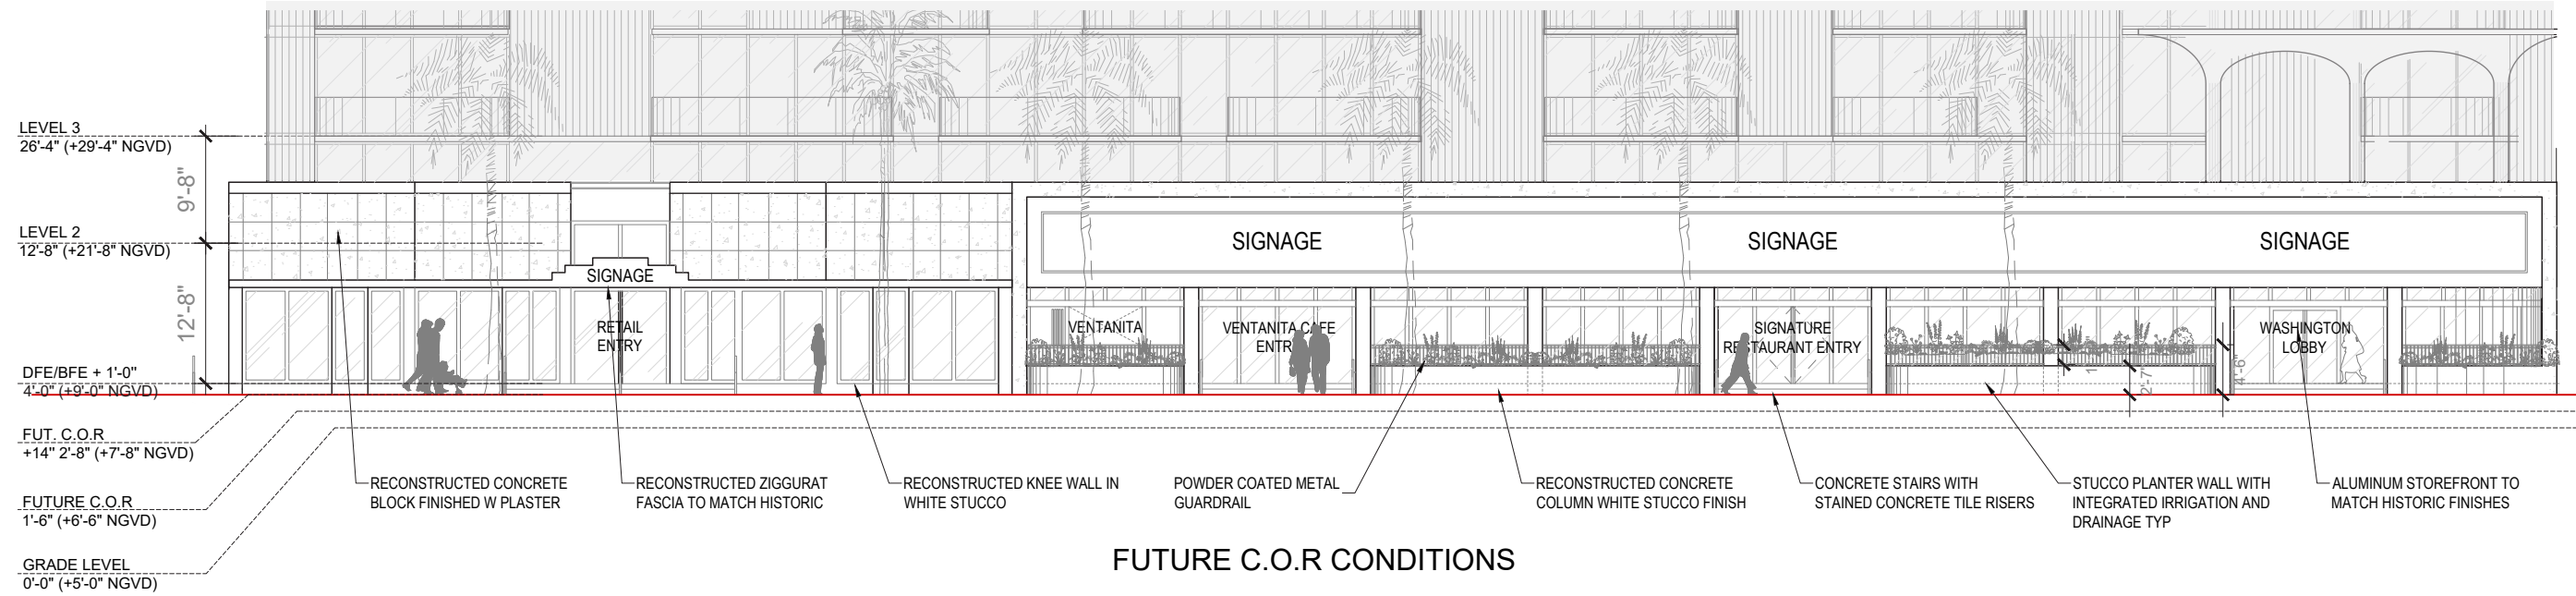 LEVEL 3
26'-4" (+29'-4" NGVD)
9'-8"
LEVEL 2
12'-8" (+21'-8" NGVD)
12'-8"
DFE/BFE + 1'-0"
4'-0" (+9'-0" NGVD)
FUT. C.O.R
+14" 2'-8" (+7'-8" NGVD)
FUTURE C.O.R
1'-6" (+6'-6" NGVD)
GRADE LEVEL
0'-0" (+5'-0" NGVD)
SIGNAGE
RETAIL
ENTRY
SIGNAGE
SIGNAGE
SIGNAGE
VENTANITA
VENTANITA CAFE
ENTRY
SIGNATURE
RESTAURANT ENTRY
WASHINGTON
LOBBY
2'-7"
4'-6"
RECONSTRUCTED CONCRETE
BLOCK FINISHED W PLASTER
RECONSTRUCTED ZIGGURAT
FASCIA TO MATCH HISTORIC
RECONSTRUCTED KNEE WALL IN
WHITE STUCCO
POWDER COATED METAL
GUARDRAIL
RECONSTRUCTED CONCRETE
COLUMN WHITE STUCCO FINISH
CONCRETE STAIRS WITH
STAINED CONCRETE TILE RISERS
STUCCO PLANTER WALL WITH
INTEGRATED IRRIGATION AND
DRAINAGE TYP
ALUMINUM STOREFRONT TO
MATCH HISTORIC FINISHES
FUTURE C.O.R CONDITIONS